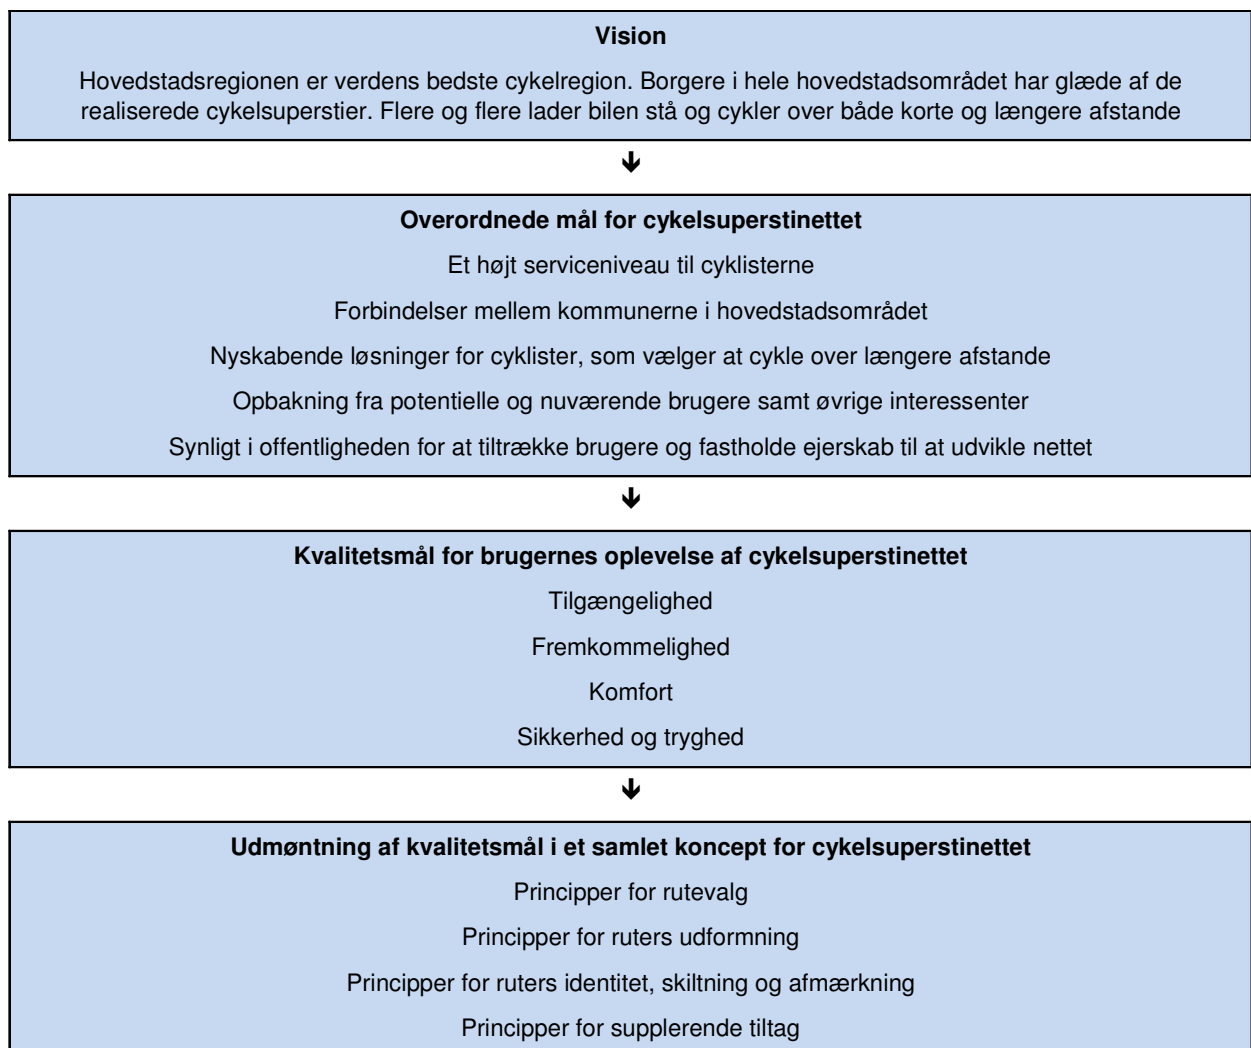 Vision
Hovedstadsregionen er verdens bedste cykelregion. Borgere i hele hovedstadsområdet har glæde af de
realiserede cykelsuperstier. Flere og flere lader bilen stå og cykler over både korte og længere afstande
Overordnede mål for cykelsuperstinettet
Et højt serviceniveau til cyklisterne
Forbindelser mellem kommunerne i hovedstadsområdet
Nyskabende løsninger for cyklister, som vælger at cykle over længere afstande
Opbakning fra potentielle og nuværende brugere samt øvrige interessenter
Synligt i offentligheden for at tiltrække brugere og fastholde ejerskab til at udvikle nettet
Kvalitetsmål for brugernes oplevelse af cykelsuperstinettet
Tilgængelighed
Fremkommelighed
Komfort
Sikkerhed og tryghed
Udmøntning af kvalitetsmål i et samlet koncept for cykelsuperstinettet
Principper for rutevalg
Principper for ruters udformning
Principper for ruters identitet, skiltning og afmærkning
Principper for supplerende tiltag